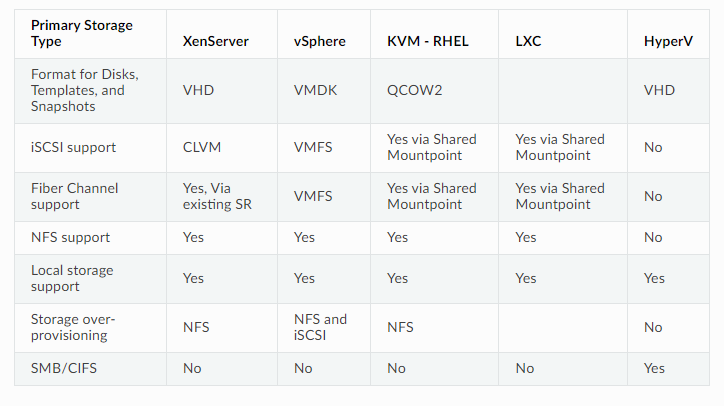 Primary Storage
Type XenServer vSphere KVM - RHEL LXC HyperV
Format for Disks,
Templates, and
Snapshots VHD VMDK QCOW2 VHD
iSCSI support CLVM VMFS Yes via Shared
Mountpoint Yes via Shared
Mountpoint No
Fiber Channel
support Yes, Via
existing SR VMFS Yes via Shared
Mountpoint Yes via Shared
Mountpoint No
NFS support Yes Yes Yes Yes No
Local storage
support Yes Yes Yes Yes Yes
Storage over-
provisioning NFS NFS and
iSCSI NFS No
SMB/CIFS No No No No Yes